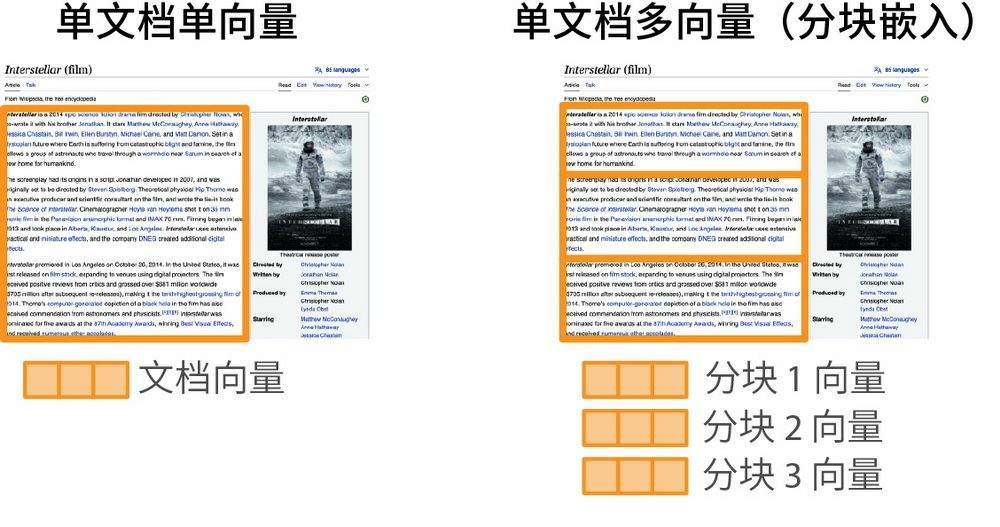 单文档单向量
Interstellar (film)
85 languages
Article Talk
Read Edit View history Tools
From Wikipedia, the free encyclopedia
Interstellar is a 2014 epic science fiction drama film directed by Christopher Nolan, who
co-wrote it with his brother Jonathan. It stars Matthew McConaughey, Anne Hathaway,
Jessica Chastain, Bill Irwin, Ellen Burstyn, Michael Caine, and Matt Damon. Set in a
dystopian future where Earth is suffering from catastrophic blight and famine, the film
follows a group of astronauts who travel through a wormhole near Saturn in search of a
new home for humankind.
The screenplay had its origins in a script Jonathan developed in 2007, and was
originally set to be directed by Steven Spielberg. Theoretical physicist Kip Thorne was
an executive producer and scientific consultant on the film, and wrote the tie-in book
The Science of Interstellar. Cinematographer Hoyte van Hoytema shot it on 35 mm
movie film in the Panavision anamorphic format and IMAX 70 mm. Filming began in late
2013 and took place in Alberta, Klaustur, and Los Angeles. Interstellar uses extensive
practical and miniature effects, and the company DNEG created additional digital
effects.
Interstellar premiered in Los Angeles on October 26, 2014. In the United States, it was
first released on film stock, expanding to venues using digital projectors. The film
received positive reviews from critics and grossed over $681 million worldwide
($705 million after subsequent re-releases), making it the tenth-highest-grossing film of
2014. Thorne's computer-generated depiction of a black hole in the film has also
received commendation from astronomers and physicists. Interstellar was
nominated for five awards at the 87th Academy Awards, winning Best Visual Effects,
and received numerous other accolades.
Interstellar
INTERSTELLAR
Theatrical release poster
Directed by Christopher Nolan
Written by Jonathan Nolan
Christopher Nolan
Produced by Emma Thomas
Christopher Nolan
Lynda Obst
Starring Matthew McConaughey
Anne Hathaway
Jessica Chastain
文档向量
单文档多向量（分块嵌入）
Interstellar (film)
85 languages
Article Talk
Read Edit View history Tools
From Wikipedia, the free encyclopedia
Interstellar is a 2014 epic science fiction drama film directed by Christopher Nolan, who
co-wrote it with his brother Jonathan. It stars Matthew McConaughey, Anne Hathaway,
Jessica Chastain, Bill Irwin, Ellen Burstyn, Michael Caine, and Matt Damon. Set in a
dystopian future where Earth is suffering from catastrophic blight and famine, the film
follows a group of astronauts who travel through a wormhole near Saturn in search of a
new home for humankind.
The screenplay had its origins in a script Jonathan developed in 2007, and was
originally set to be directed by Steven Spielberg. Theoretical physicist Kip Thorne was
an executive producer and scientific consultant on the film, and wrote the tie-in book
The Science of Interstellar. Cinematographer Hoyte van Hoytema shot it on 35 mm
movie film in the Panavision anamorphic format and IMAX 70 mm. Filming began in late
2013 and took place in Alberta, Klaustur, and Los Angeles. Interstellar uses extensive
practical and miniature effects, and the company DNEG created additional digital
effects.
Interstellar premiered in Los Angeles on October 26, 2014. In the United States, it was
first released on film stock, expanding to venues using digital projectors. The film
received positive reviews from critics and grossed over $681 million worldwide
($705 million after subsequent re-releases), making it the tenth-highest-grossing film of
2014. Thorne's computer-generated depiction of a black hole in the film has also
received commendation from astronomers and physicists. Interstellar was
nominated for five awards at the 87th Academy Awards, winning Best Visual Effects,
and received numerous other accolades.
Interstellar
INTERSTELLAR
Theatrical release poster
Directed by Christopher Nolan
Written by Jonathan Nolan
Christopher Nolan
Produced by Emma Thomas
Christopher Nolan
Lynda Obst
Starring Matthew McConaughey
Anne Hathaway
Jessica Chastain
分块 1 向量
分块 2 向量
分块 3 向量